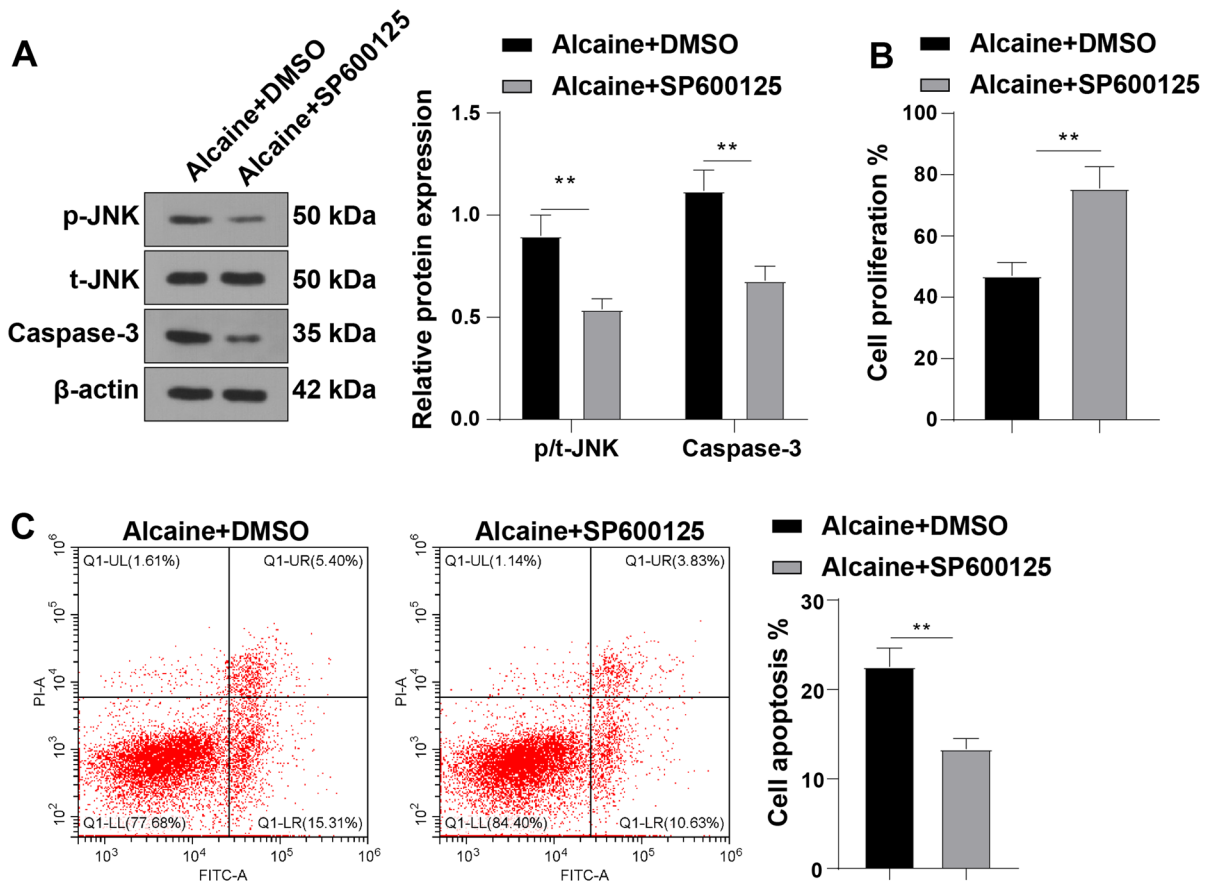 A
Alcaine+DMSO
Alcaine+SP600125
p-JNK
50 kDa
t-JNK
50 kDa
Caspase-3
35 kDa
β-actin
42 kDa
Alcaine+DMSO
Alcaine+SP600125
Relative protein expression
1.5
1.0
0.5
0.0
**
**
p/t-JNK
Caspase-3
B
Alcaine+DMSO
Alcaine+SP600125
Cell proliferation %
100
80
60
40
20
0
**
C
Alcaine+DMSO
Q1-UL(1.61%)
Q1-UR(5.40%)
Q1-LL(77.68%)
Q1-LR(15.31%)
PI-A
10^6
10^5
10^4
10^3
10^2
10^3
10^4
10^5
10^6
FITC-A
Alcaine+SP600125
Q1-UL(1.14%)
Q1-UR(3.83%)
Q1-LL(84.40%)
Q1-LR(10.63%)
PI-A
10^6
10^5
10^4
10^3
10^2
10^3
10^4
10^5
10^6
FITC-A
Alcaine+DMSO
Alcaine+SP600125
Cell apoptosis %
30
20
10
0
**